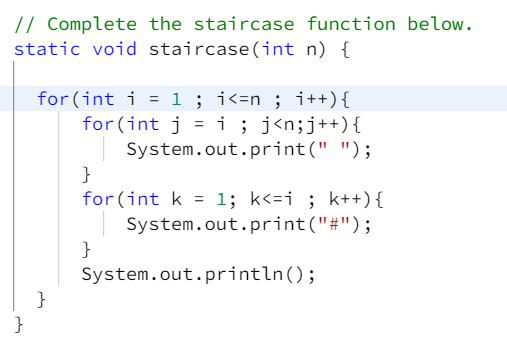 // Complete the staircase function below.
static void staircase(int n) {
for(int i = 1 ; i<=n ; i++){
for(int j = i ; j<n;j++){
System.out.print(" ");
}
for(int k = 1; k<=i ; k++){
System.out.print("#");
}
System.out.println();
}
}